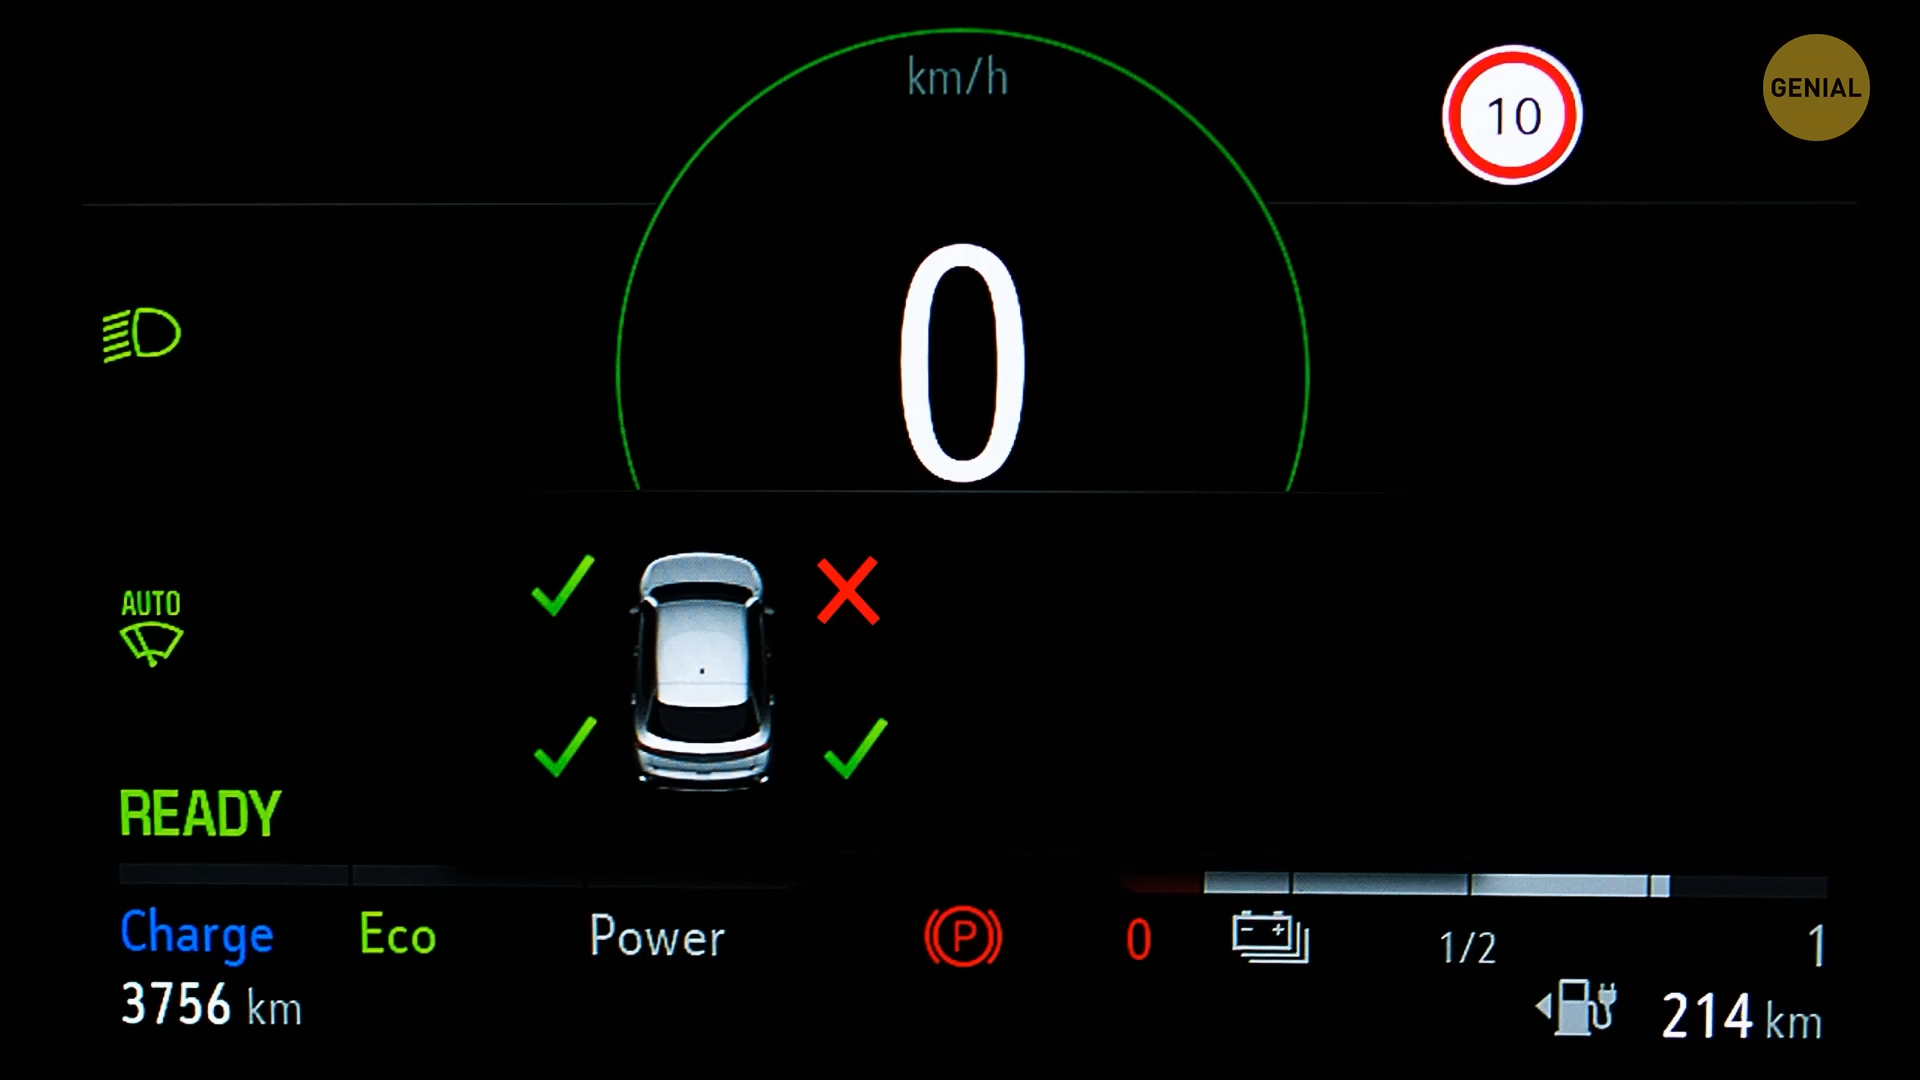 km/h
10
GENIAL
0
AUTO
READY
Charge
Eco
Power
P
0
1/2
1
3756 km
214 km